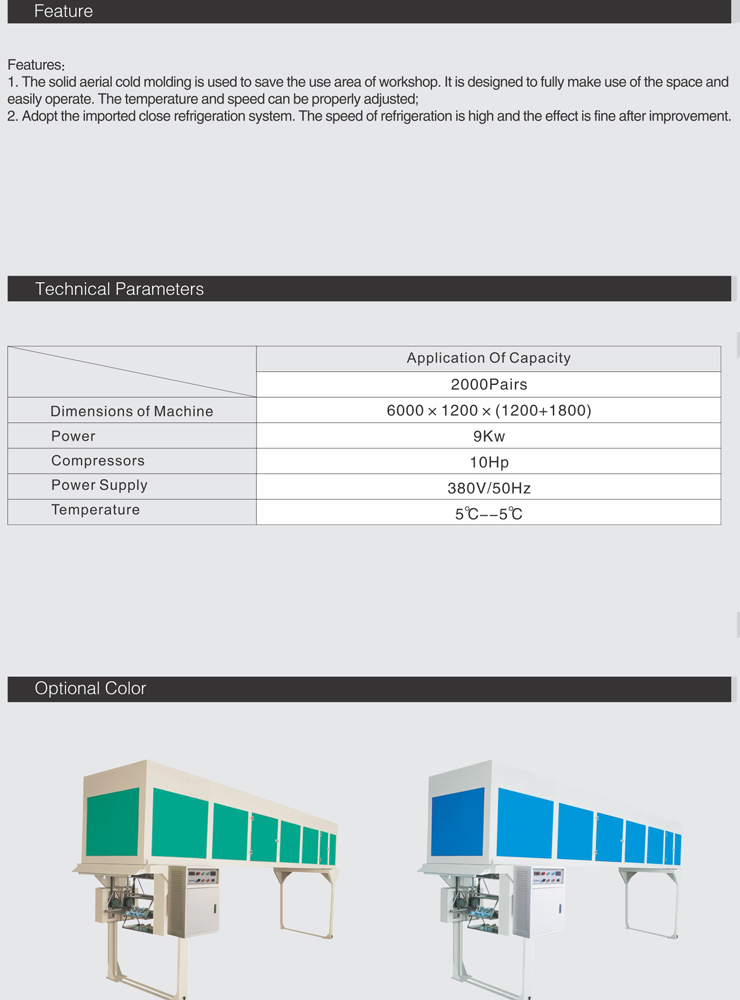 Feature
Features:
1. The solid aerial cold molding is used to save the use area of workshop. It is designed to fully make use of the space and
easily operate. The temperature and speed can be properly adjusted;
2. Adopt the imported close refrigeration system. The speed of refrigeration is high and the effect is fine after improvement.
Technical Parameters
Application Of Capacity
2000Pairs
Dimensions of Machine 6000 × 1200 × (1200+1800)
Power 9Kw
Compressors 10Hp
Power Supply 380V/50Hz
Temperature 5℃−−5℃
Optional Color